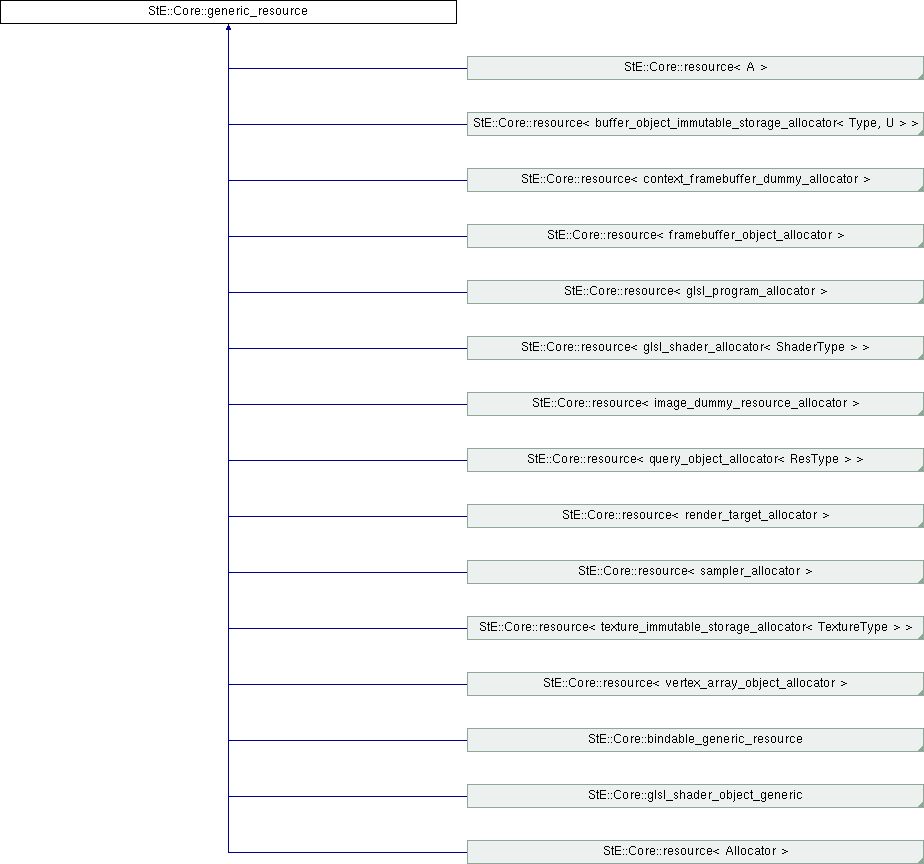 StE::Core::generic_resource
StE::Core::resource< A >
StE::Core::resource< buffer_object_immutable_storage_allocator< Type, U > >
StE::Core::resource< context_framebuffer_dummy_allocator >
StE::Core::resource< framebuffer_object_allocator >
StE::Core::resource< glsl_program_allocator >
StE::Core::resource< glsl_shader_allocator< ShaderType > >
StE::Core::resource< image_dummy_resource_allocator >
StE::Core::resource< query_object_allocator< ResType > >
StE::Core::resource< render_target_allocator >
StE::Core::resource< sampler_allocator >
StE::Core::resource< texture_immutable_storage_allocator< TextureType > >
StE::Core::resource< vertex_array_object_allocator >
StE::Core::bindable_generic_resource
StE::Core::glsl_shader_object_generic
StE::Core::resource< Allocator >